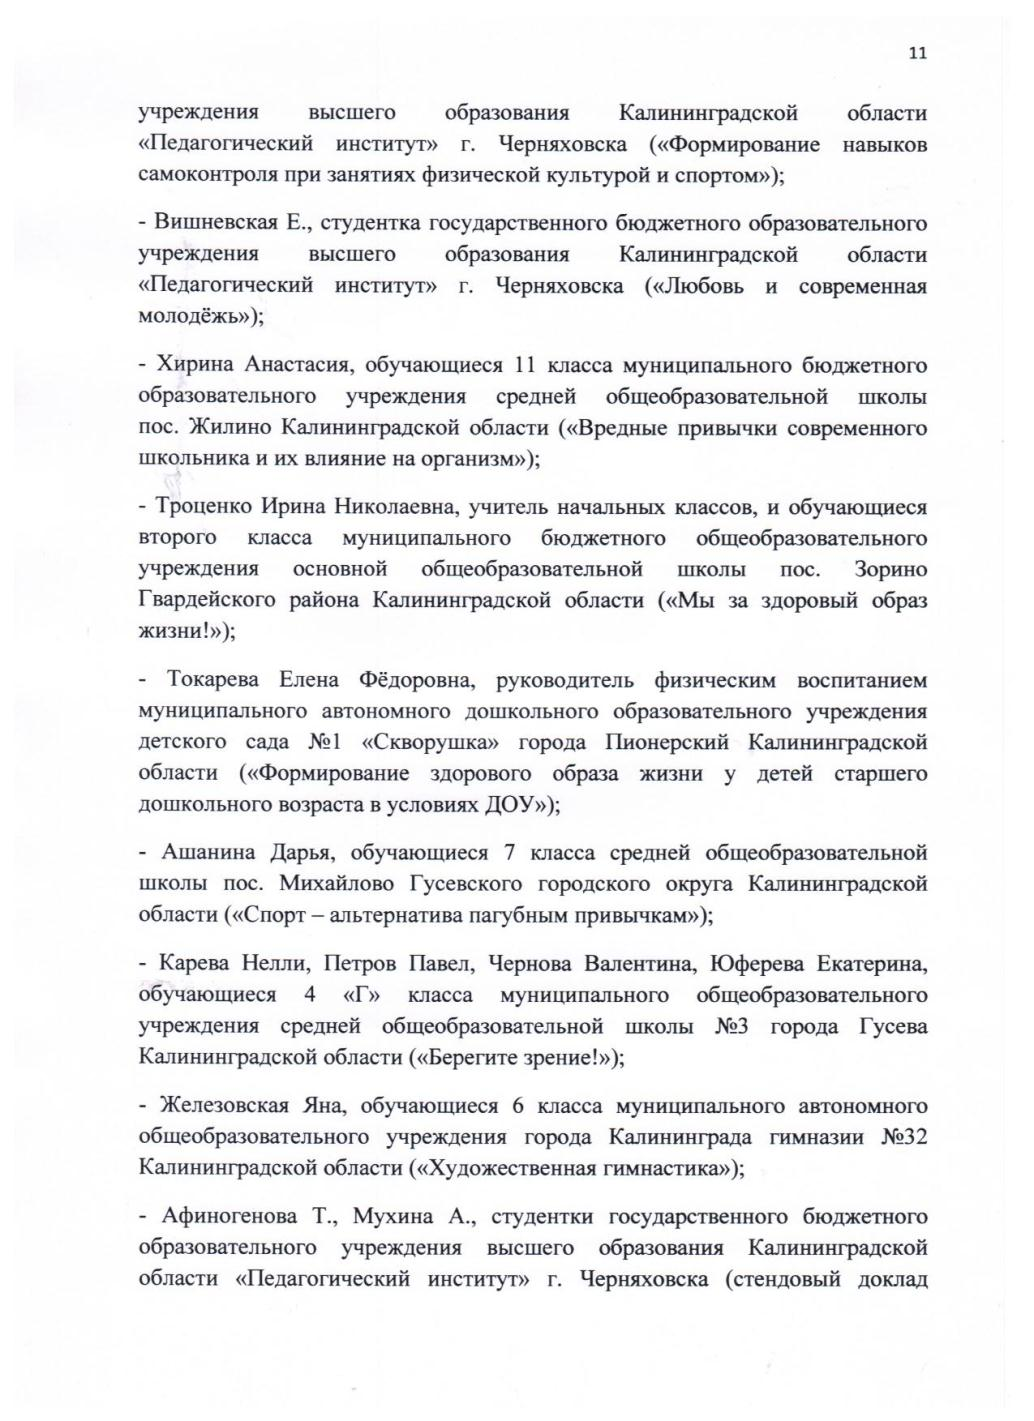 11
учреждения высшего образования Калининградской области
«Педагогический институт» г. Черняховска («Формирование навыков
самоконтроля при занятиях физической культурой и спортом»);
- Вишневская Е., студентка государственного бюджетного образовательного
учреждения высшего образования Калининградской области
«Педагогический институт» г. Черняховска («Любовь и современная
молодёжь»);
- Хирина Анастасия, обучающиеся 11 класса муниципального бюджетного
образовательного учреждения средней общеобразовательной школы
пос. Жилино Калининградской области («Вредные привычки современного
школьника и их влияние на организм»);
- Троценко Ирина Николаевна, учитель начальных классов, и обучающиеся
второго класса муниципального бюджетного общеобразовательного
учреждения основной общеобразовательной школы пос. Зорино
Гвардейского района Калининградской области («Мы за здоровый образ
жизни!»);
- Токарева Елена Фёдоровна, руководитель физическим воспитанием
муниципального автономного дошкольного образовательного учреждения
детского сада №1 «Скворушка» города Пионерский Калининградской
области («Формирование здорового образа жизни у детей старшего
дошкольного возраста в условиях ДОУ»);
- Ашанина Дарья, обучающиеся 7 класса средней общеобразовательной
школы пос. Михайлово Гусевского городского округа Калининградской
области («Спорт – альтернатива пагубным привычкам»);
- Карева Нелли, Петров Павел, Чернова Валентина, Юферева Екатерина,
обучающиеся 4 «Г» класса муниципального общеобразовательного
учреждения средней общеобразовательной школы №3 города Гусева
Калининградской области («Берегите зрение!»);
- Железовская Яна, обучающиеся 6 класса муниципального автономного
общеобразовательного учреждения города Калининграда гимназии №32
Калининградской области («Художественная гимнастика»);
- Афиногенова Т., Мухина А., студентки государственного бюджетного
образовательного учреждения высшего образования Калининградской
области «Педагогический институт» г. Черняховска (стендовый доклад